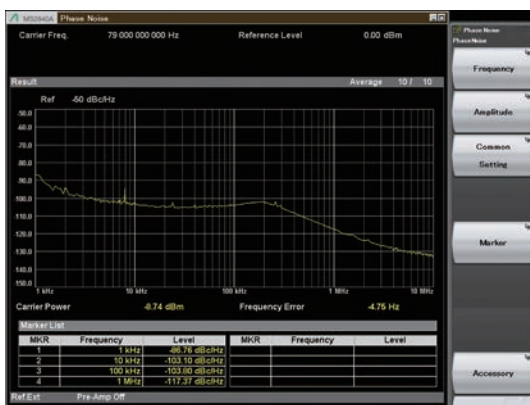 MS2840A Phase Noise
Carrier Freq. 79 000 000 000 Hz Reference Level 0.00 dBm
Result Average 10 / 10
Ref -50 dBc/Hz
-50.0
-60.0
-70.0
-80.0
-90.0
-100.0
-110.0
-120.0
130.0
140.0
150.0
1 kHz 10 kHz 100 kHz 1 MHz 10 MHz
Carrier Power -8.74 dBm Frequency Error -4.75 Hz
Marker List
MKR Frequency Level MKR Frequency Level
1 1 kHz -86.76 dBc/Hz
2 10 kHz -103.10 dBc/Hz
3 100 kHz -103.80 dBc/Hz
4 1 MHz -117.37 dBc/Hz
Ref.Ext Pre-Amp Off
Phase Noise
PhaseNoise
Frequency
Amplitude
Common
Setting
Marker
Accessory